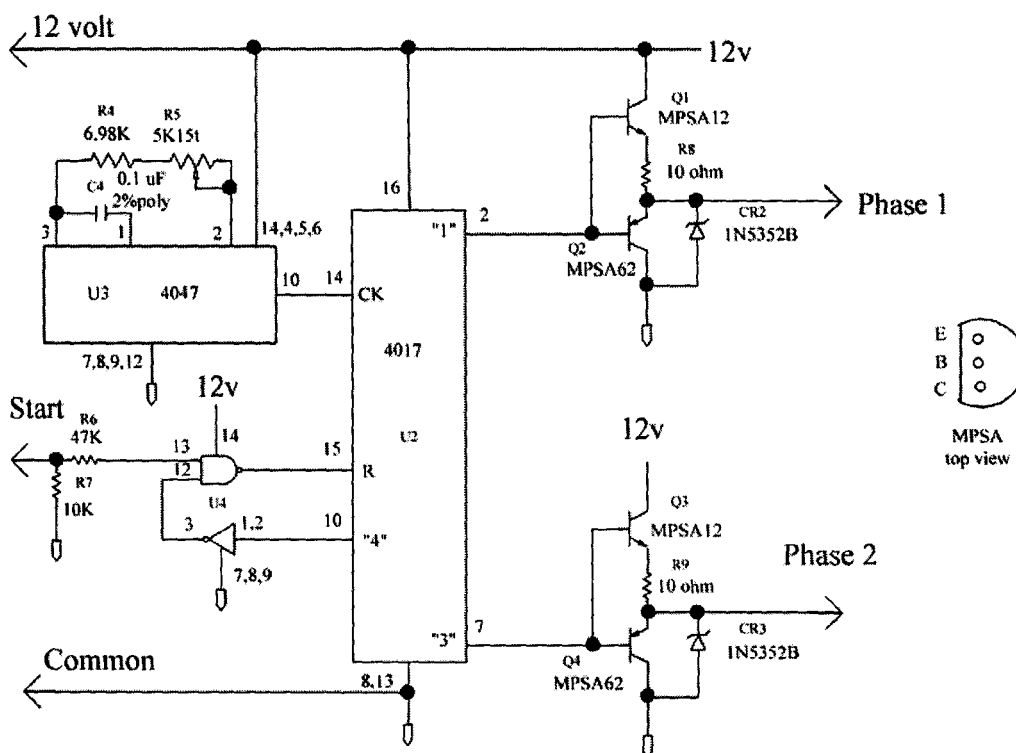 12 volt
12v
R4
6.98K
R5
5K15t
0.1 uF
C4
2%poly
3
1
2
14,4,5,6
U3
4047
10
7,8,9,12
16
2
"1"
14
CK
4017
U2
15
R
10
"4"
7
"3"
8,13
Q1
MPSA12
R8
10 ohm
Q2
MPSA62
CR2
1N5352B
Phase 1
E
B
C
MPSA
top view
Start
R6
47K
R7
10K
12v
14
13
12
U4
3
1,2
7,8,9
Common
12v
Q3
MPSA12
R9
10 ohm
Q4
MPSA62
CR3
1N5352B
Phase 2